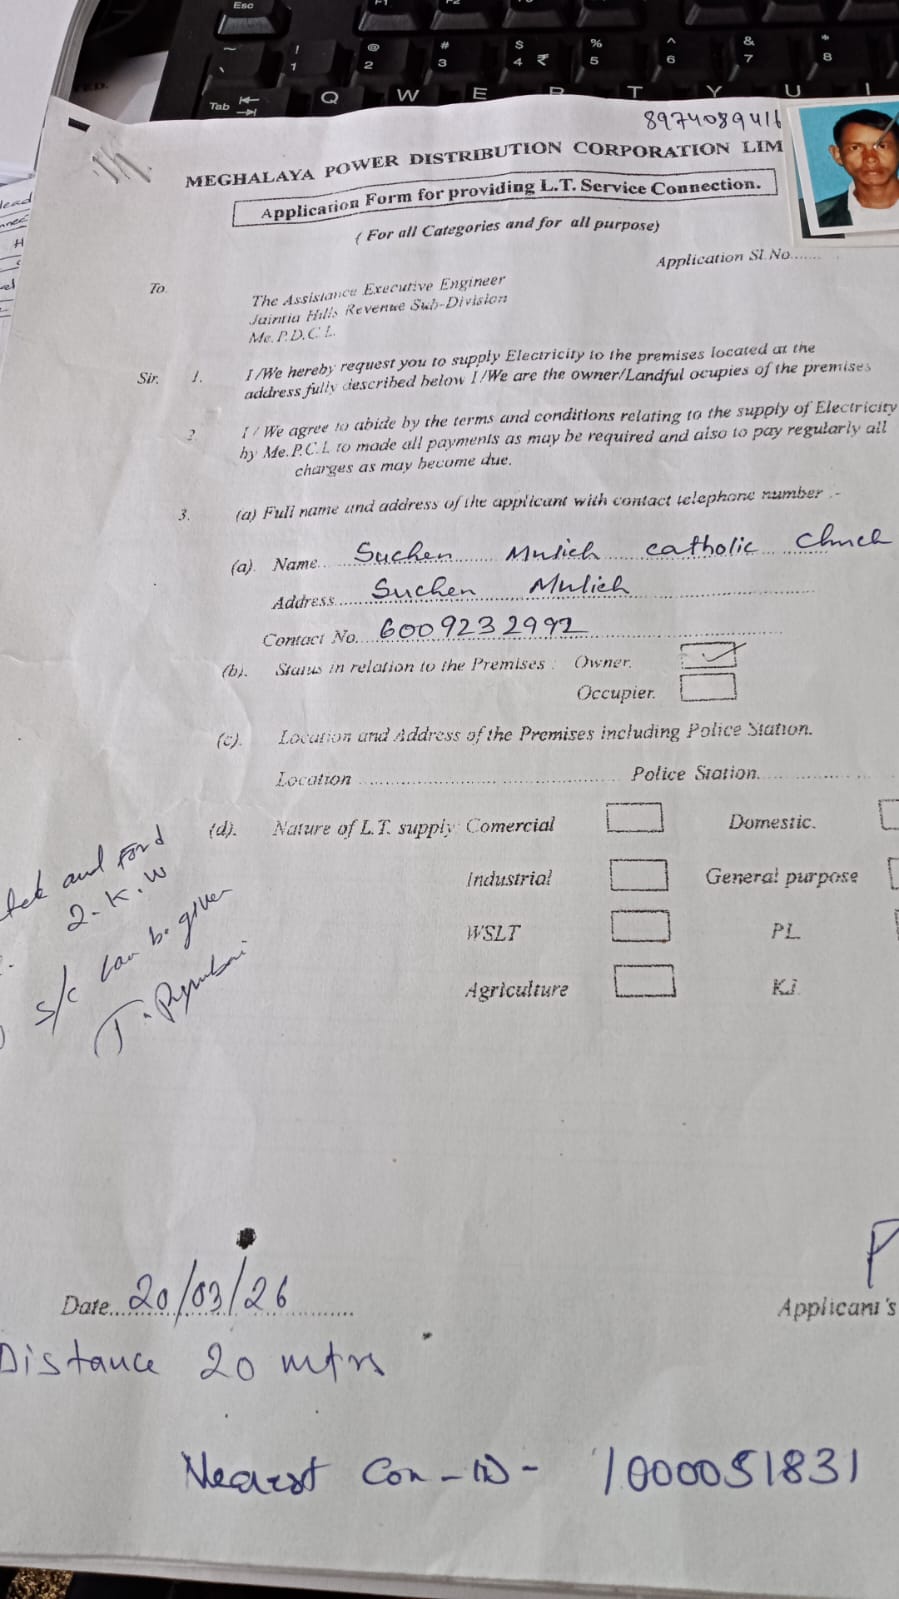 Esc
Tab Q W E R T Y U I
8974089416
MEGHALAYA POWER DISTRIBUTION CORPORATION LIM
Application Form for providing L.T. Service Connection.
( For all Categories and for all purpose)
Application Sl. No.......
To
The Assistance Executive Engineer
Jaintia Hills Revenue Sub-Division
Me. P.D.C.L.
Sir. 1. I/We hereby request you to supply Electricity to the premises located at the
address fully described below I/We are the owner/Landful ocupies of the premises
2 I / We agree to abide by the terms and conditions relating to the supply of Electricity
by Me.P.C.L to made all payments as may be required and also to pay regularly all
charges as may become due.
3. (a) Full name and address of the applicant with contact telephone number :-
(a). Name.. Suchen Mulieh catholic Church
Address.... Suchen Mulieh
Contact No... 6009232992
(b). Status in relation to the Premises : Owner.
Occupier.
(c). Location and Address of the Premises including Police Station.
Location .................... Police Station..............
(d). Nature of L.T. supply: Comercial Domestic.
Industrial General purpose
WSLT PL
Agriculture KJ
and
2. K.W
s/c can be given
Date... 20/03/26
Applicant's
Distance 20 mtrs
Nearest Con-ID - 1000051831